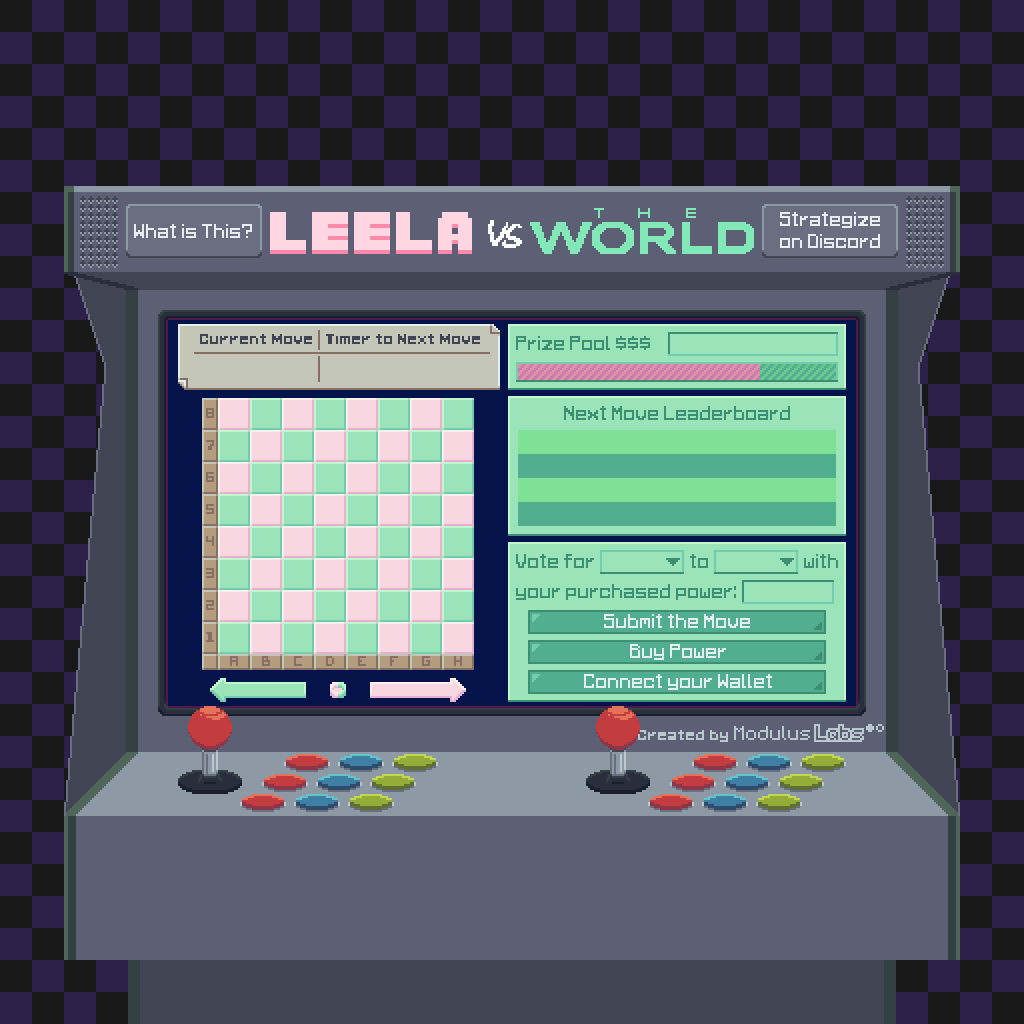 What is This?
LEELA vs THE WORLD
Strategize
on Discord
Current Move
Timer to Next Move
8
7
6
5
4
3
2
1
A B C D E F G H
Prize Pool $$$
Next Move Leaderboard
Vote for to with
your purchased power:
Submit the Move
Buy Power
Connect your Wallet
Created by Modulus Labs